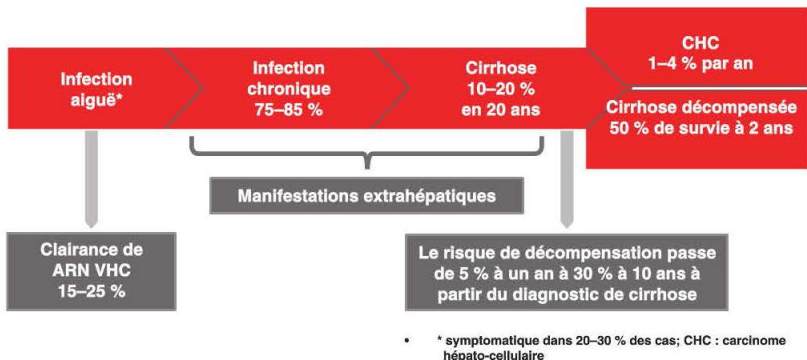 Infection
aiguë*
Infection
chronique
75–85 %
Cirrhose
10–20 %
en 20 ans
CHC
1–4 % par an
Cirrhose décompensée
50 % de survie à 2 ans
Manifestations extrahépatiques
Clairance de
ARN VHC
15–25 %
Le risque de décompensation passe
de 5 % à un an à 30 % à 10 ans à
partir du diagnostic de cirrhose
• * symptomatique dans 20–30 % des cas; CHC : carcinome
hépato-cellulaire